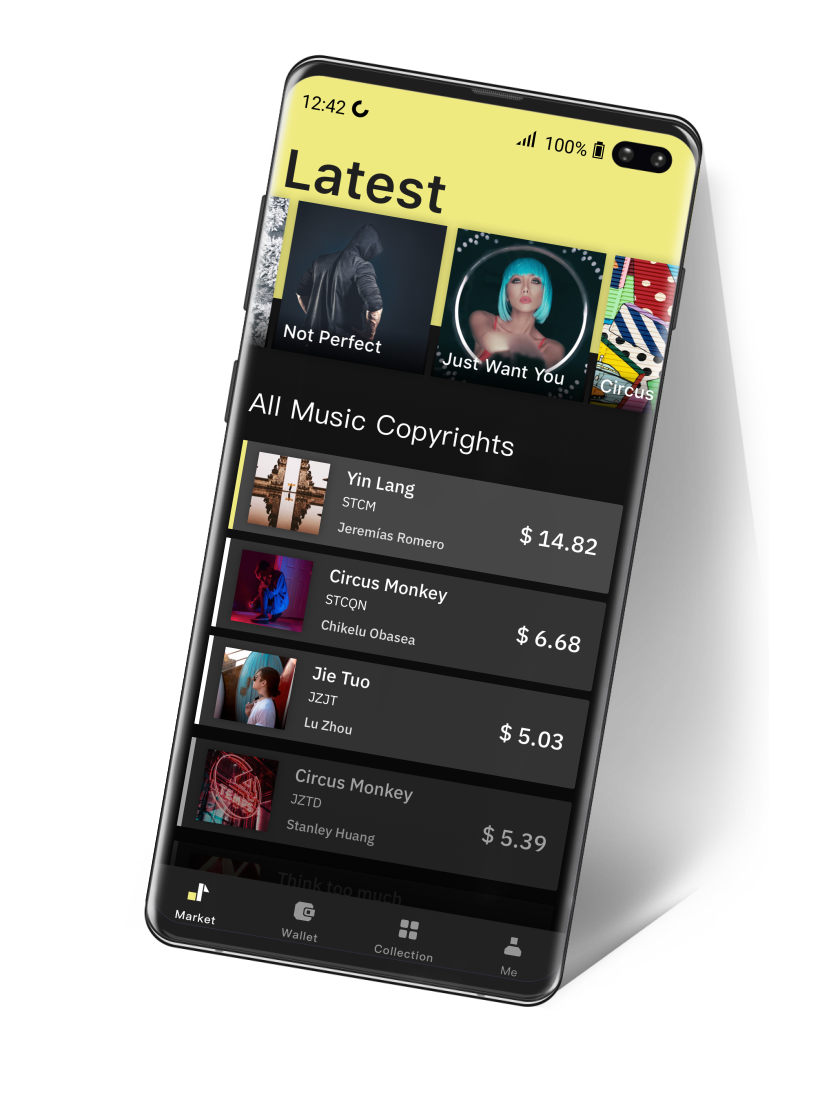 12:42
100%
Latest
Not Perfect
Just Want You
Circus
All Music Copyrights
Yin Lang
STCM
Jeremías Romero
$ 14.82
Circus Monkey
STCQN
Chikelu Obasea
$ 6.68
Jie Tuo
JZJT
Lu Zhou
$ 5.03
Circus Monkey
JZTD
Stanley Huang
$ 5.39
Think too much
Market
Wallet
Collection
Me